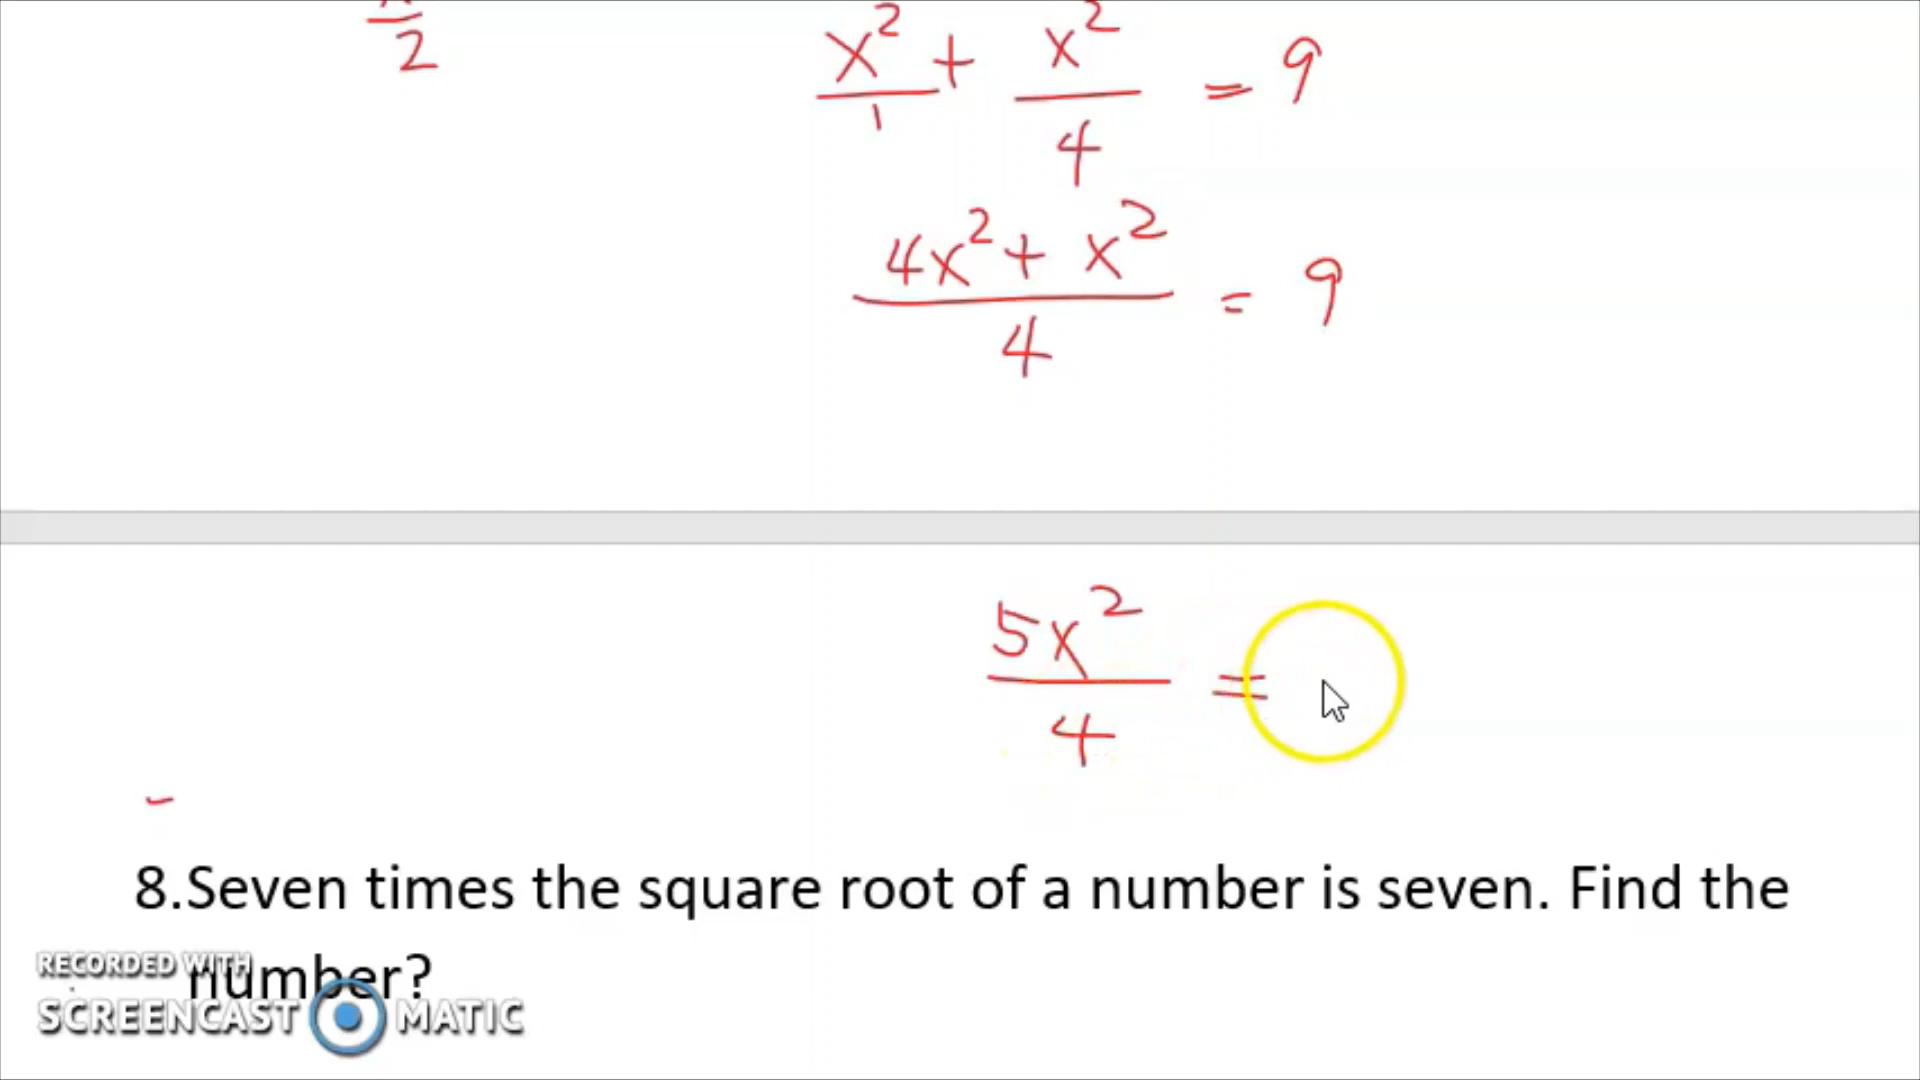 x/2
x²/1 + x²/4 = 9
(4x² + x²)/4 = 9
5x²/4 =
8.Seven times the square root of a number is seven. Find the
number?
RECORDED WITH
SCREENCAST MATIC